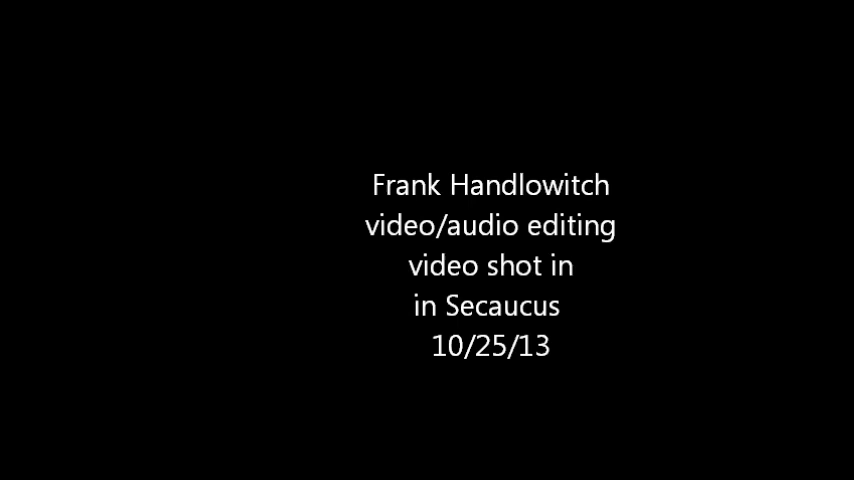 Frank Handlowitch
video/audio editing
video shot in
in Secaucus
10/25/13